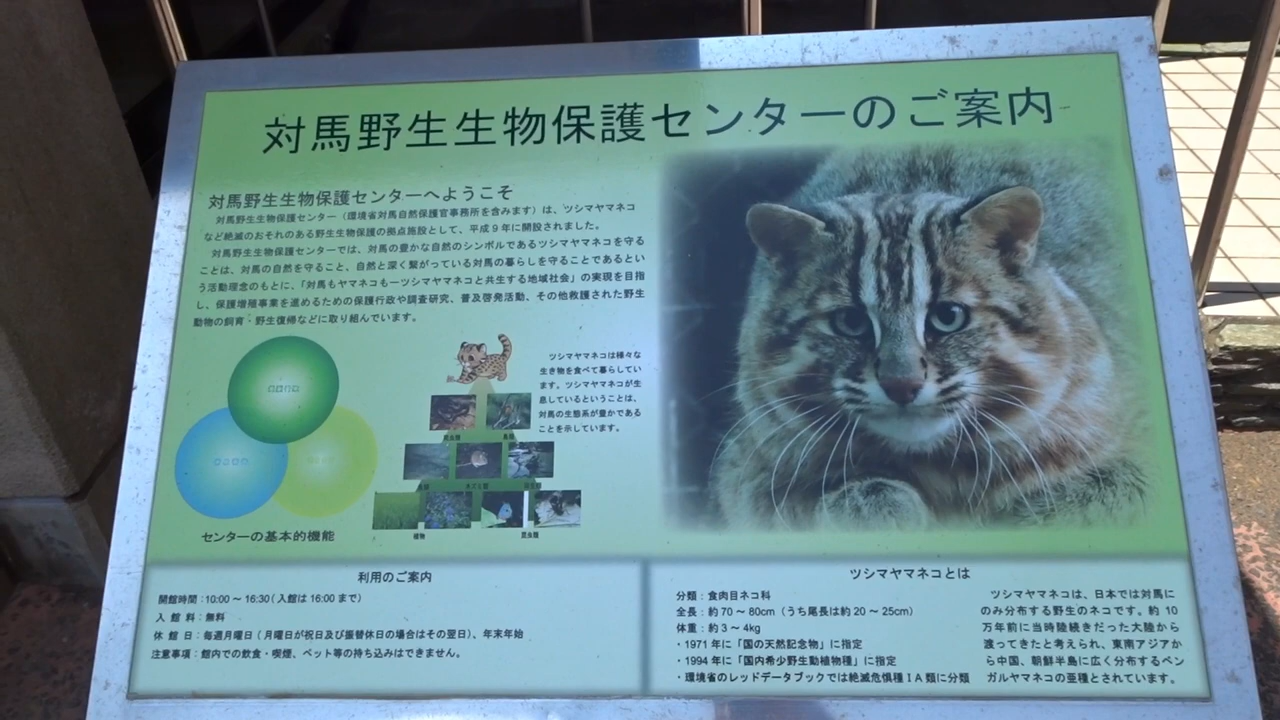 対馬野生生物保護センターのご案内
対馬野生生物保護センターへようこそ
対馬野生生物保護センター（環境省対馬自然保護官事務所を含みます）は、ツシマヤマネコ
など絶滅のおそれのある野生生物保護の拠点施設として、平成９年に開設されました。
対馬野生生物保護センターでは、対馬の豊かな自然のシンボルであるツシマヤマネコを守る
ことは、対馬の自然を守ること、自然と深く繋がっている対馬の暮らしを守ることであるとい
う活動理念のもとに、「対馬もヤマネコも－ツシマヤマネコと共生する地域社会」の実現を目指
し、保護増殖事業を進めるための保護行政や調査研究、普及啓発活動、その他救護された野生
動物の飼育・野生復帰などに取り組んでいます。
ツシマヤマネコは様々な
生き物を食べて暮らしてい
ます。ツシマヤマネコが生
息しているということは、
対馬の生態系が豊かである
ことを示しています。
鳥類
植物
昆虫類
センターの基本的機能
利用のご案内
開館時間：10:00 ～ 16:30（入館は 16:00 まで）
入 館 料：無料
休 館 日：毎週月曜日（月曜日が祝日及び振替休日の場合はその翌日）、年末年始
注意事項：館内での飲食・喫煙、ペット等の持ち込みはできません。
ツシマヤマネコとは
分類：食肉目ネコ科
全長：約 70 ～ 80cm（うち尾長は約 20 ～ 25cm）
体重：約 3 ～ 4kg
・1971 年に「国の天然記念物」に指定
・1994 年に「国内希少野生動植物種」に指定
・環境省のレッドデータブックでは絶滅危惧種ⅠＡ類に分類
ツシマヤマネコは、日本では対馬に
のみ分布する野生のネコです。約 10
万年前に当時陸続きだった大陸から
渡ってきたと考えられ、東南アジアか
ら中国、朝鮮半島に広く分布するベン
ガルヤマネコの亜種とされています。